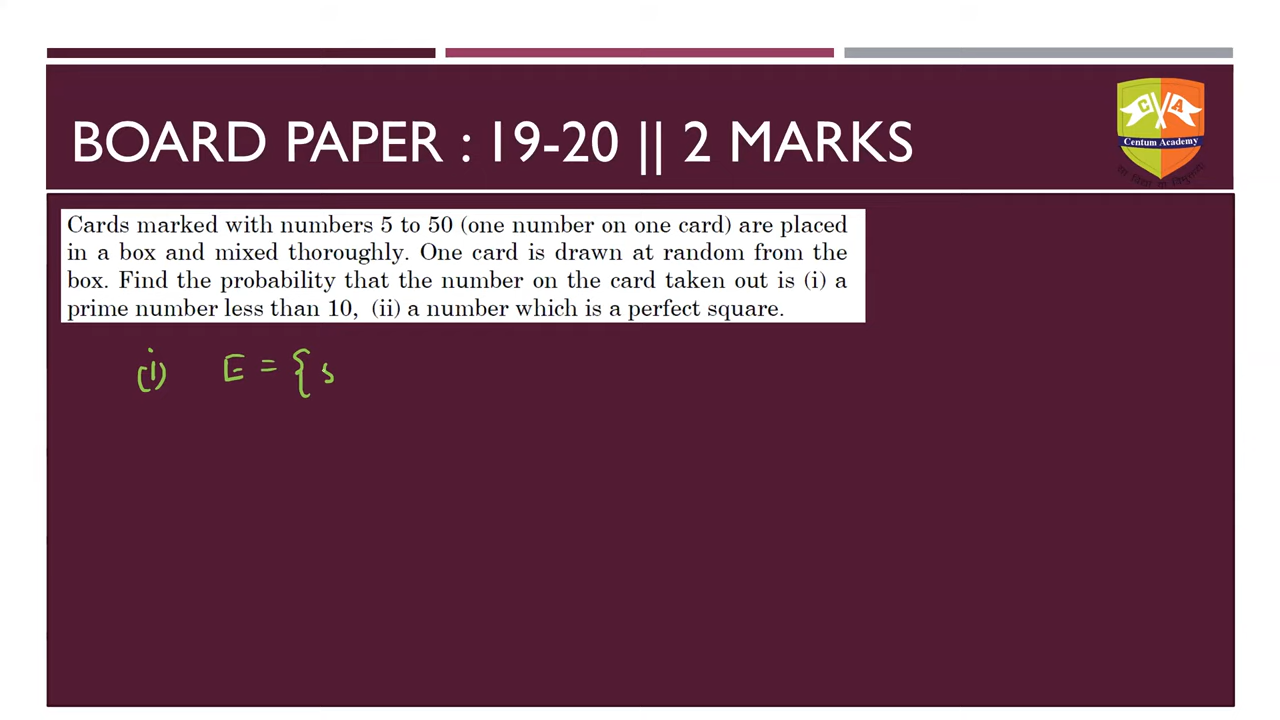 BOARD PAPER : 19-20 || 2 MARKS
C A
Centum Academy
Cards marked with numbers 5 to 50 (one number on one card) are placed
in a box and mixed thoroughly. One card is drawn at random from the
box. Find the probability that the number on the card taken out is (i) a
prime number less than 10, (ii) a number which is a perfect square.
(i) E = { 5